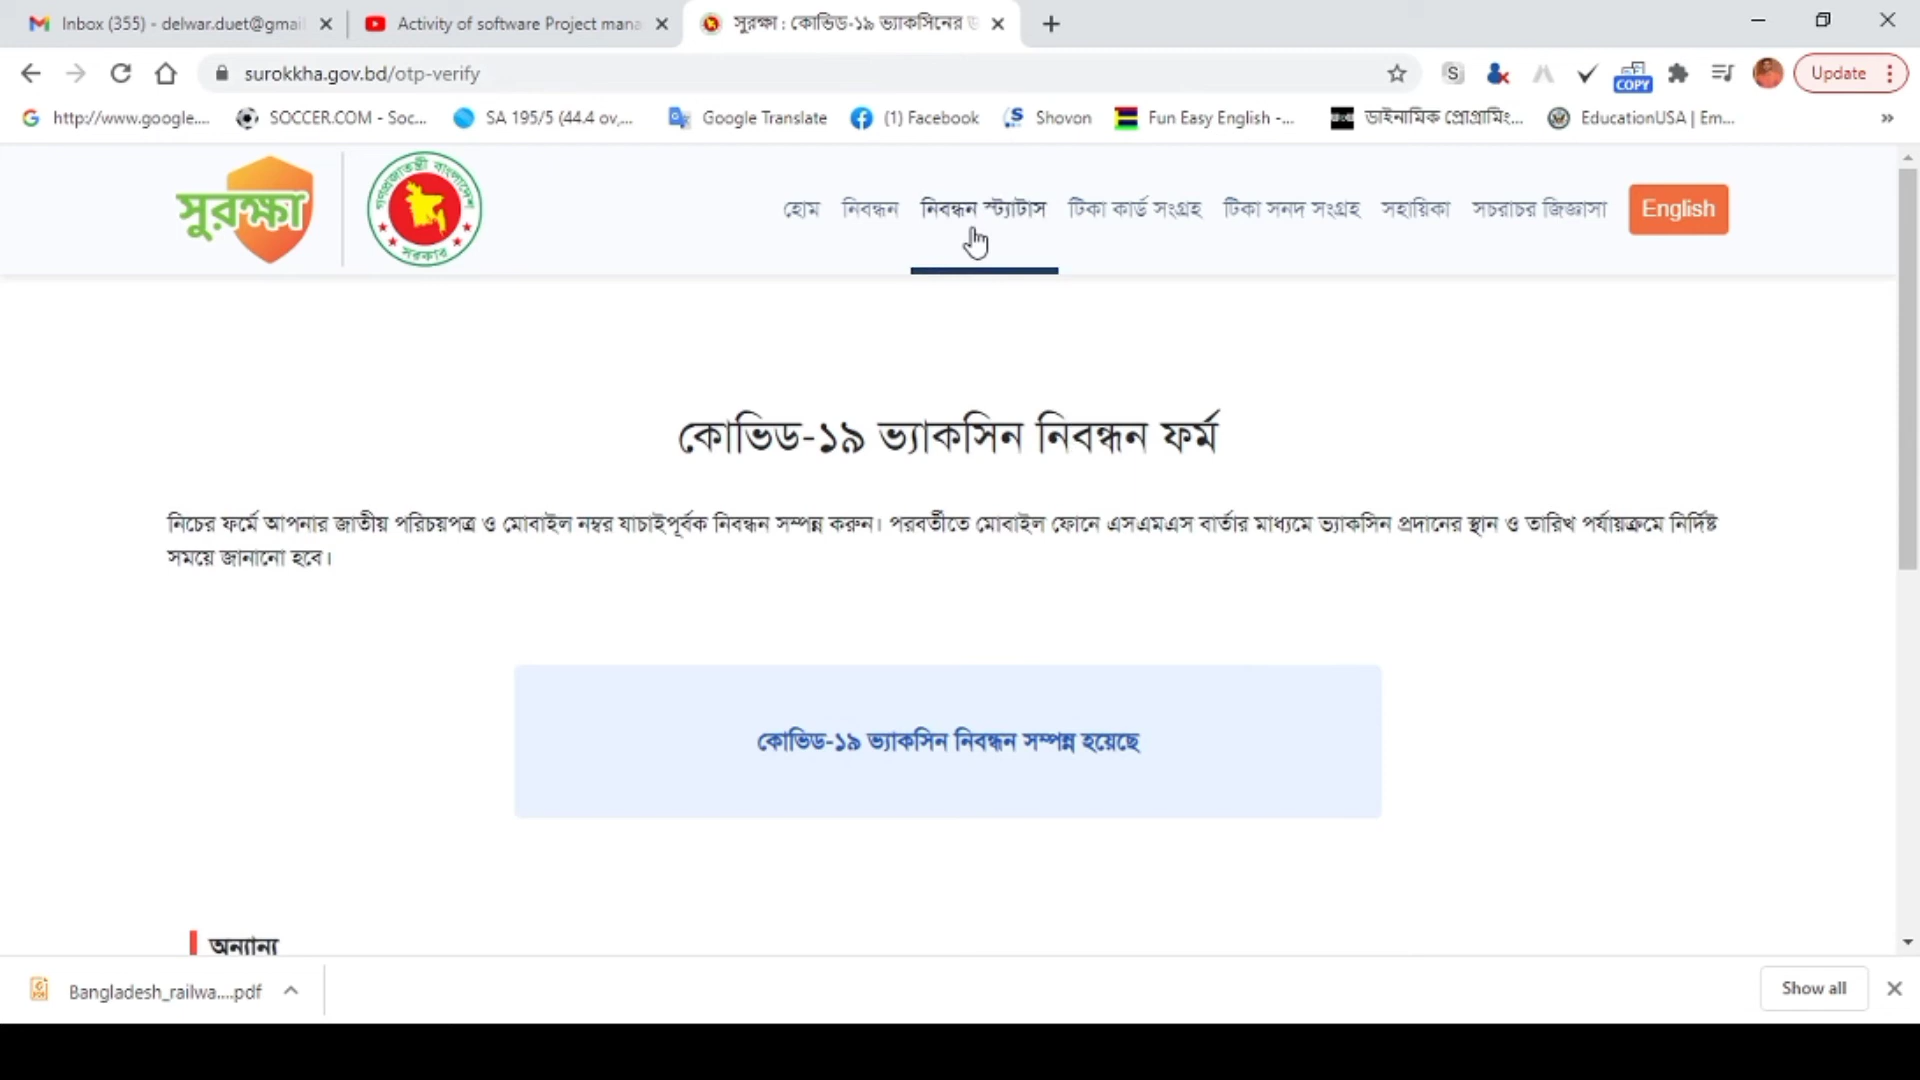 Inbox (355) - delwar.duet@gmai
Activity of software Project mana
সুরক্ষা : কোভিড-১৯ ভ্যাকসিনের
surokkha.gov.bd/otp-verify
COPY
Update
http://www.google....
SOCCER.COM - Soc...
SA 195/5 (44.4 ov,...
Google Translate
(1) Facebook
Shovon
Fun Easy English -...
ডাইনামিক প্রোগ্রামিং...
EducationUSA | Em...
সুরক্ষা
গণপ্রজাতন্ত্রী বাংলাদেশ
সরকার
হোম
নিবন্ধন
নিবন্ধন স্ট্যাটাস
টিকা কার্ড সংগ্রহ
টিকা সনদ সংগ্রহ
সহায়িকা
সচরাচর জিজ্ঞাসা
English
কোভিড-১৯ ভ্যাকসিন নিবন্ধন ফর্ম
নিচের ফর্মে আপনার জাতীয় পরিচয়পত্র ও মোবাইল নম্বর যাচাইপূর্বক নিবন্ধন সম্পন্ন করুন। পরবর্তীতে মোবাইল ফোনে এসএমএস বার্তার মাধ্যমে ভ্যাকসিন প্রদানের স্থান ও তারিখ পর্যায়ক্রমে নির্দিষ্ট
সময়ে জানানো হবে।
কোভিড-১৯ ভ্যাকসিন নিবন্ধন সম্পন্ন হয়েছে
অন্যান্য
Bangladesh_railwa....pdf
Show all